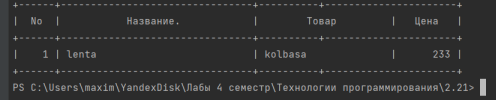 +------+--------------------------------+----------------------+------------+
|  No  |           Название.            |        Товар         |    Цена    |
+------+--------------------------------+----------------------+------------+
|    1 | lenta                          | kolbasa              |        233 |
+------+--------------------------------+----------------------+------------+
PS C:\Users\maxim\YandexDisk\Лабы 4 семестр\Технологии программирования\2.21>